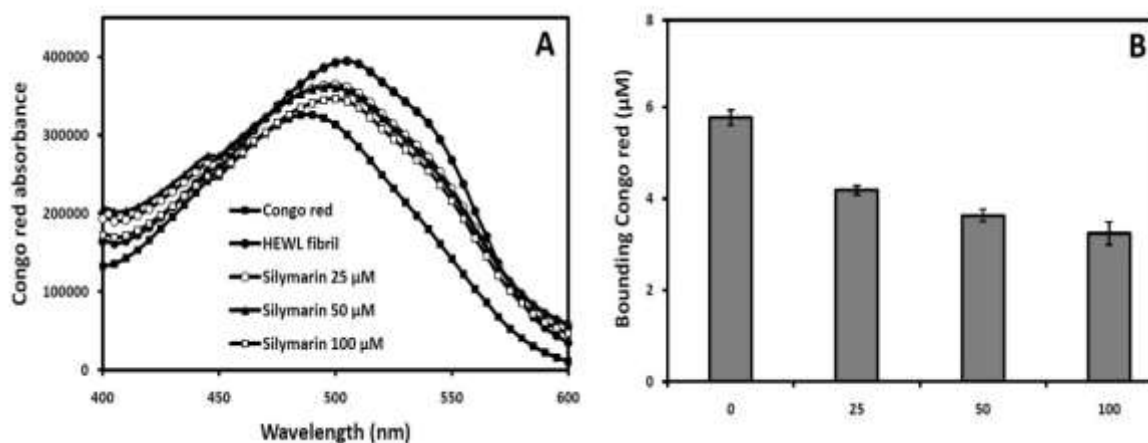 A
Congo red absorbance
400000
300000
200000
100000
0
Congo red
HEWL fibril
Silymarin 25 µM
Silymarin 50 µM
Silymarin 100 µM
400 450 500 550 600
Wavelength (nm)
B
Bounding Congo red (µM)
8
6
4
2
0
0 25 50 100